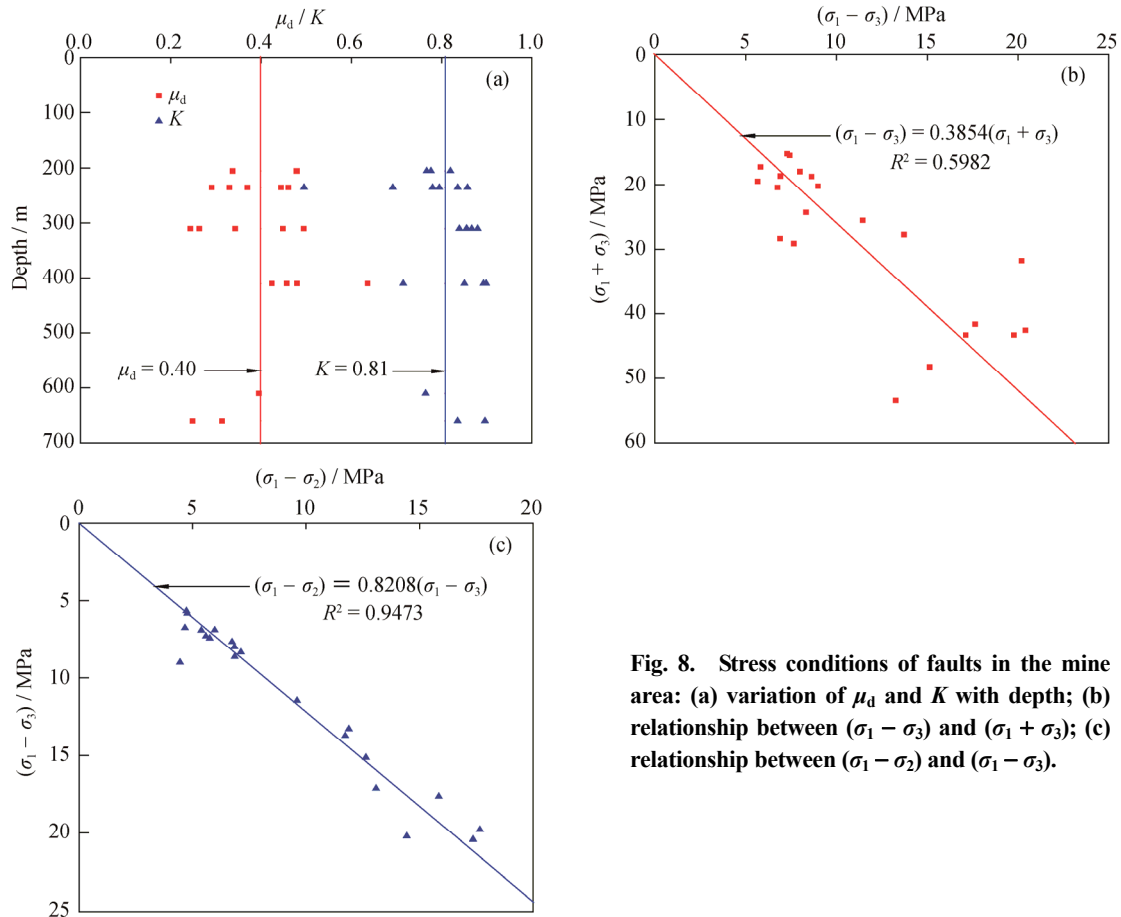 μd / K
0.0 0.2 0.4 0.6 0.8 1.0
0
100
200
300
400
500
600
700
Depth / m
(a)
μd
K
μd = 0.40
K = 0.81
(σ1 − σ3) / MPa
0 5 10 15 20 25
0
10
20
30
40
50
60
(σ1 + σ3) / MPa
(b)
(σ1 − σ3) = 0.3854(σ1 + σ3)
R² = 0.5982
(σ1 − σ2) / MPa
0 5 10 15 20
0
5
10
15
20
25
(σ1 − σ3) / MPa
(c)
(σ1 − σ2) = 0.8208(σ1 − σ3)
R² = 0.9473
Fig. 8. Stress conditions of faults in the mine
area: (a) variation of μd and K with depth; (b)
relationship between (σ1 − σ3) and (σ1 + σ3); (c)
relationship between (σ1 − σ2) and (σ1 − σ3).